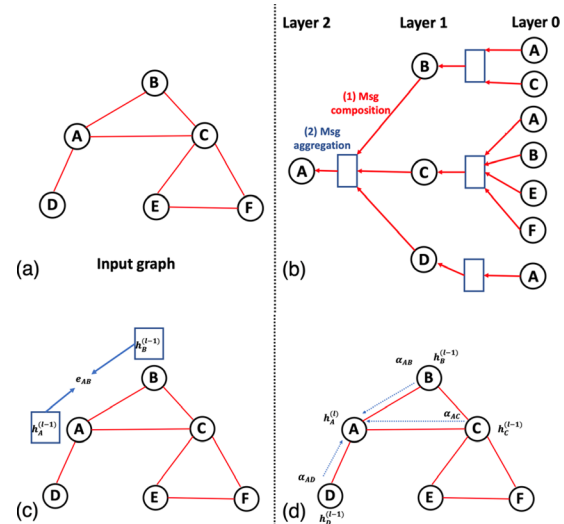 B
A
C
D
E
F
(a)
Input graph
Layer 2
Layer 1
Layer 0
A
B
C
(1) Msg
composition
A
(2) Msg
aggregation
B
A
C
E
F
D
A
(b)
h_B^(l-1)
e_AB
B
h_A^(l-1)
A
C
D
E
F
(c)
α_AB
h_B^(l-1)
B
h_A^(l)
α_AC
A
C
h_C^(l-1)
α_AD
D
E
F
h_D^(l-1)
(d)